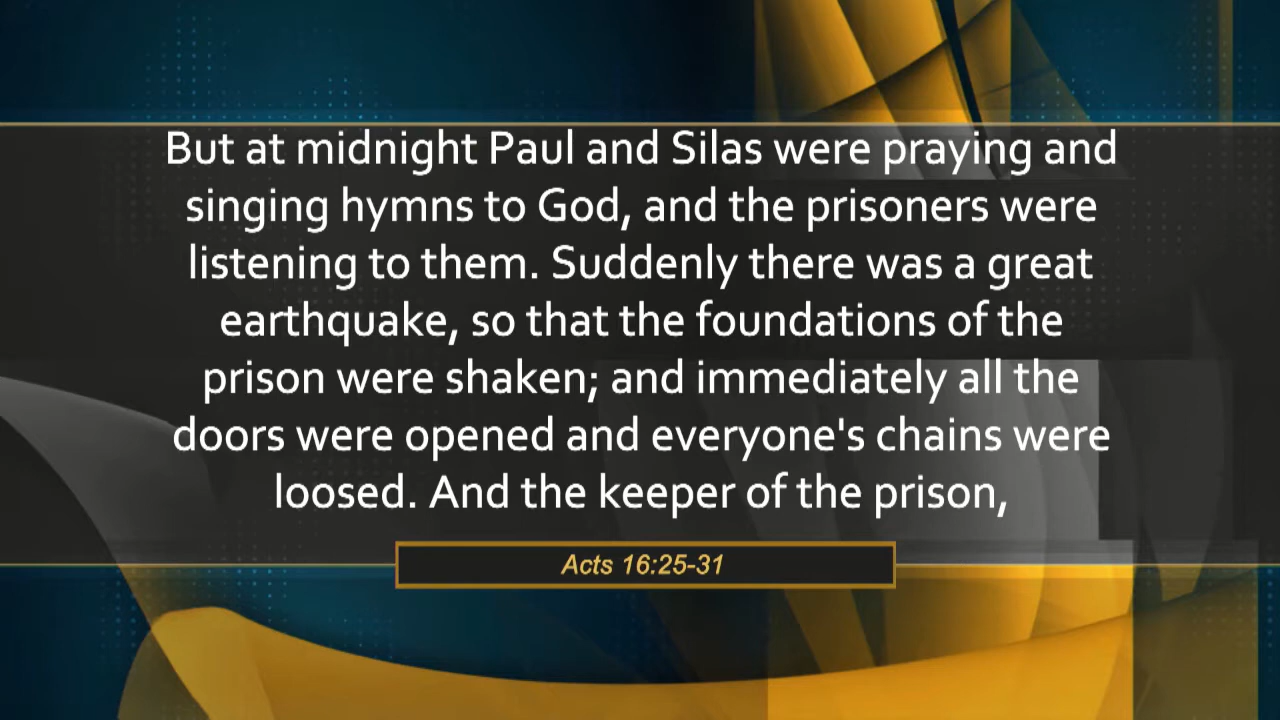 But at midnight Paul and Silas were praying and
singing hymns to God, and the prisoners were
listening to them. Suddenly there was a great
earthquake, so that the foundations of the
prison were shaken; and immediately all the
doors were opened and everyone's chains were
loosed. And the keeper of the prison,
Acts 16:25-31